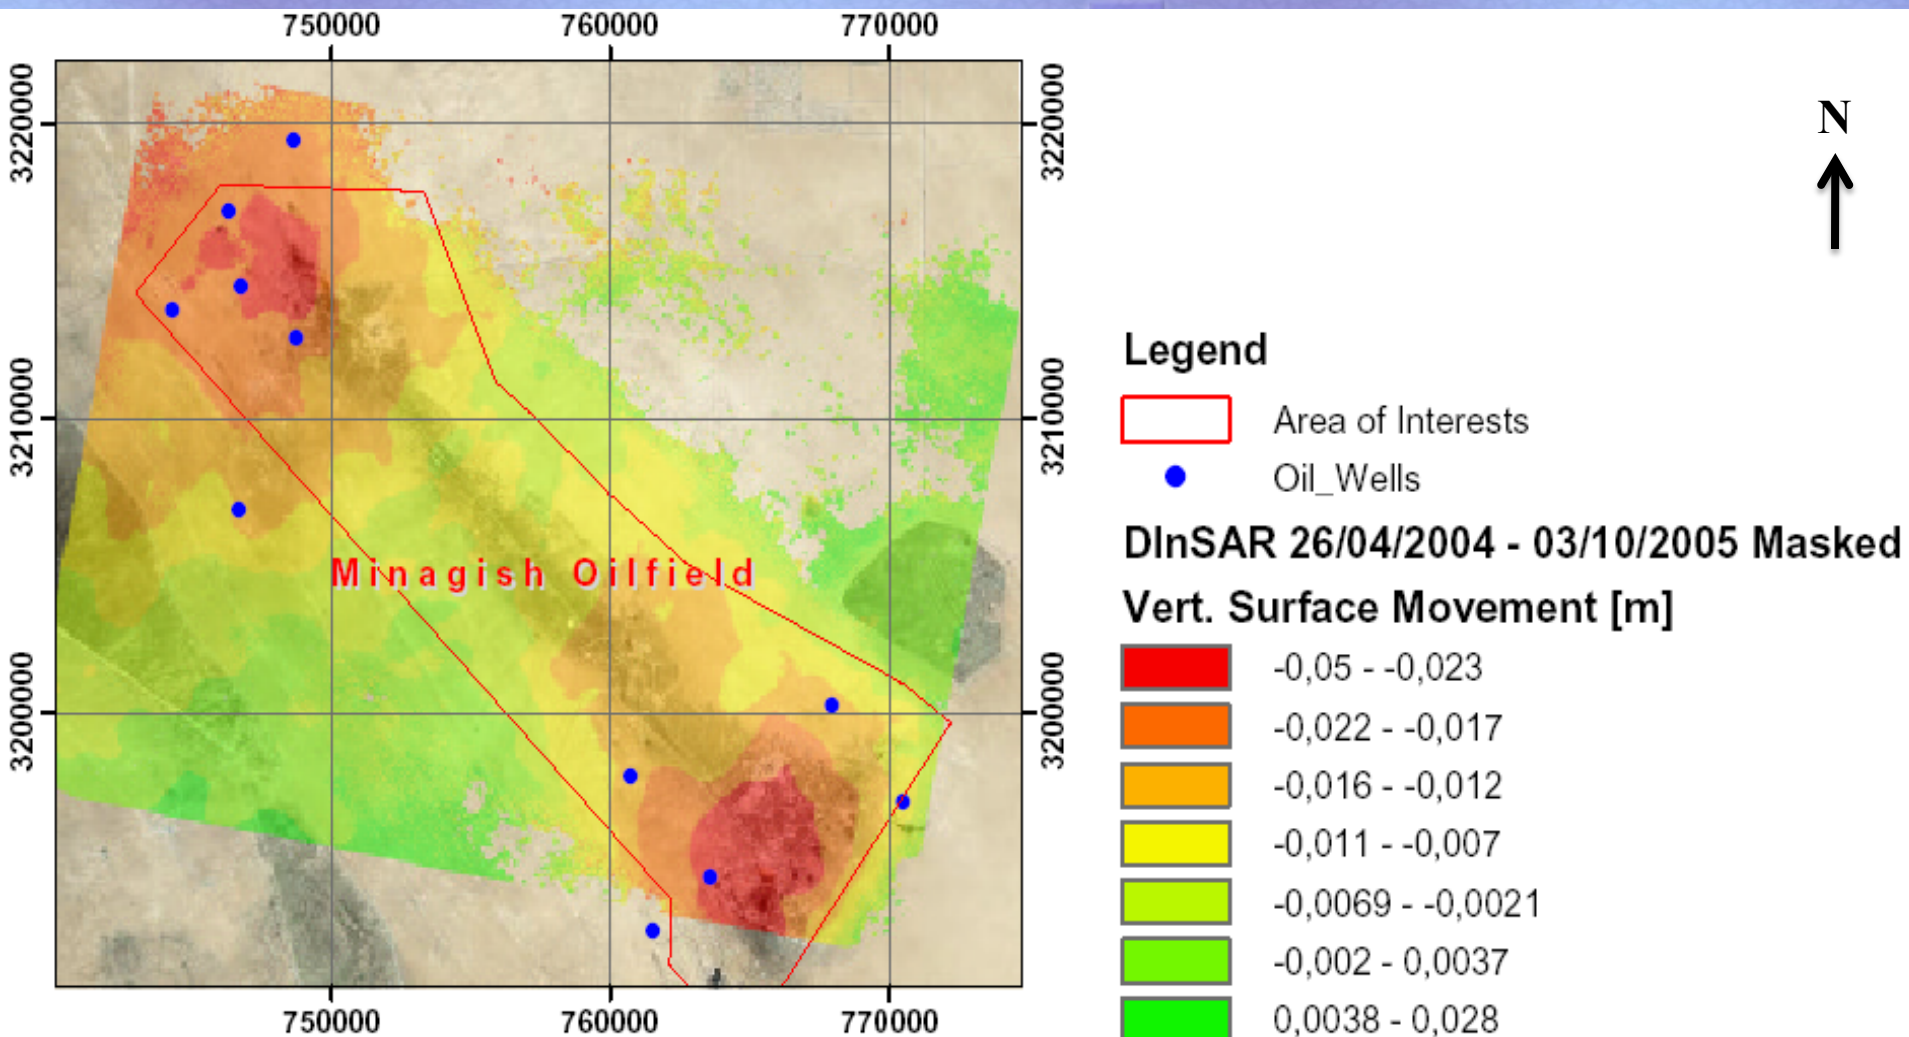 750000 760000 770000
3220000 3220000
N
3210000 3210000
Minagish Oilfield
3200000 3200000
750000 760000 770000
Legend
Area of Interests
Oil_Wells
DInSAR 26/04/2004 - 03/10/2005 Masked
Vert. Surface Movement [m]
-0,05 - -0,023
-0,022 - -0,017
-0,016 - -0,012
-0,011 - -0,007
-0,0069 - -0,0021
-0,002 - 0,0037
0,0038 - 0,028